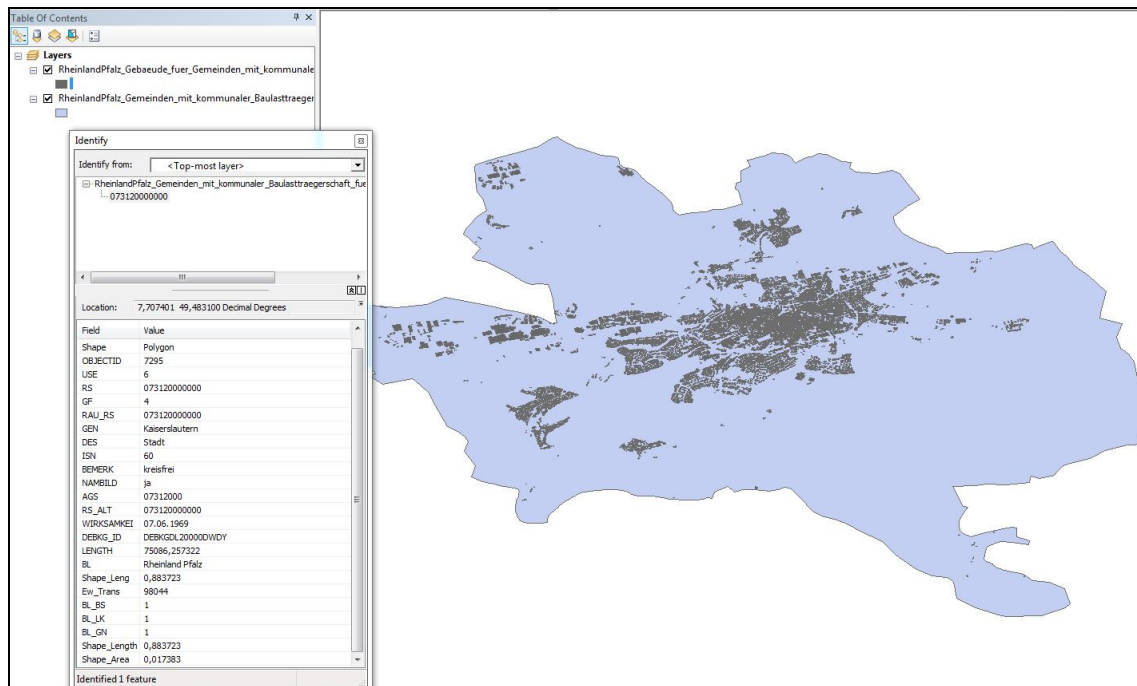 Table Of Contents
Layers
RheinlandPfalz_Gebaeude_fuer_Gemeinden_mit_kommunale
RheinlandPfalz_Gemeinden_mit_kommunaler_Baulasttraeger
Identify
Identify from: <Top-most layer>
RheinlandPfalz_Gemeinden_mit_kommunaler_Baulasttraegerschaft_fue
073120000000
Location: 7,707401 49,483100 Decimal Degrees
Field Value
Shape Polygon
OBJECTID 7295
USE 6
RS 073120000000
GF 4
RAU_RS 073120000000
GEN Kaiserslautern
DES Stadt
ISN 60
BEMERK kreisfrei
NAMBILD ja
AGS 07312000
RS_ALT 073120000000
WIRKSAMKEI 07.06.1969
DEBKG_ID DEBKGDL20000DWDY
LENGTH 75086,257322
BL Rheinland Pfalz
Shape_Leng 0,883723
Ew_Trans 98044
BL_BS 1
BL_LK 1
BL_GN 1
Shape_Length 0,883723
Shape_Area 0,017383
Identified 1 feature